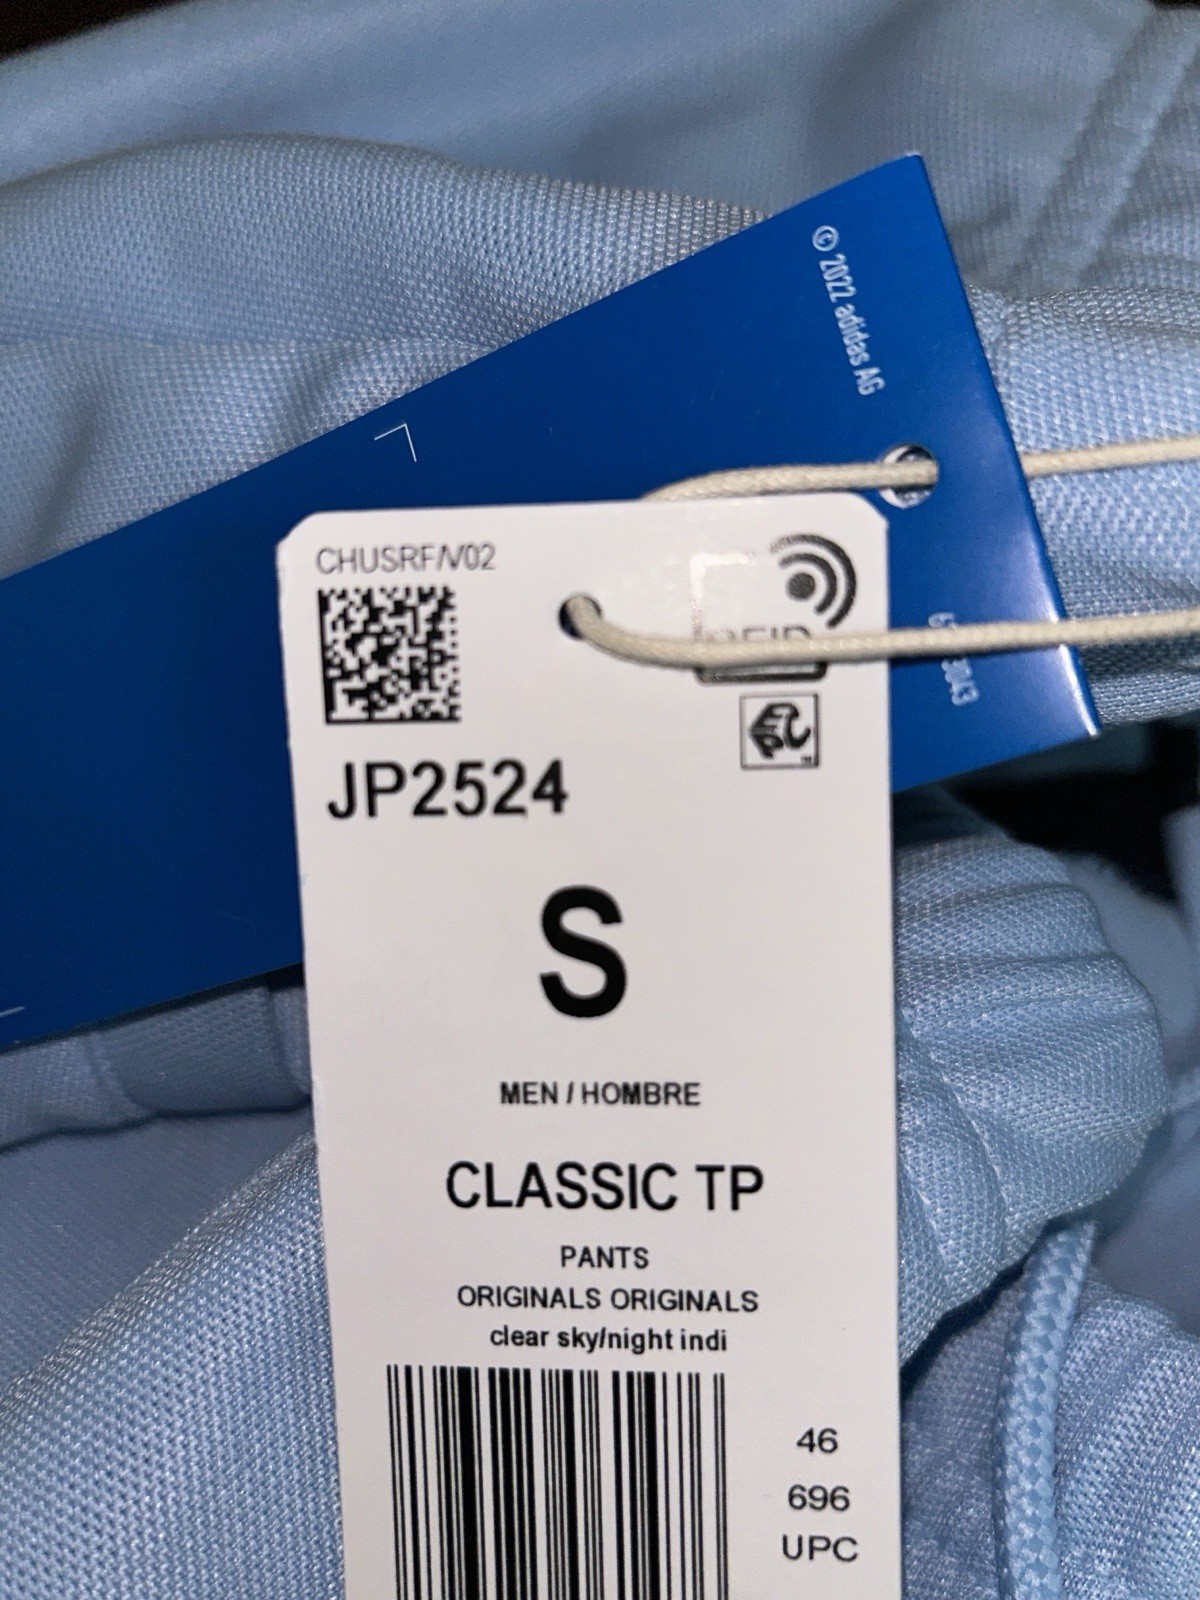 © 2022 adidas AG
CHUSRF/V02
RFID
JP2524
S
MEN / HOMBRE
CLASSIC TP
PANTS
ORIGINALS ORIGINALS
clear sky/night indi
46
696
UPC